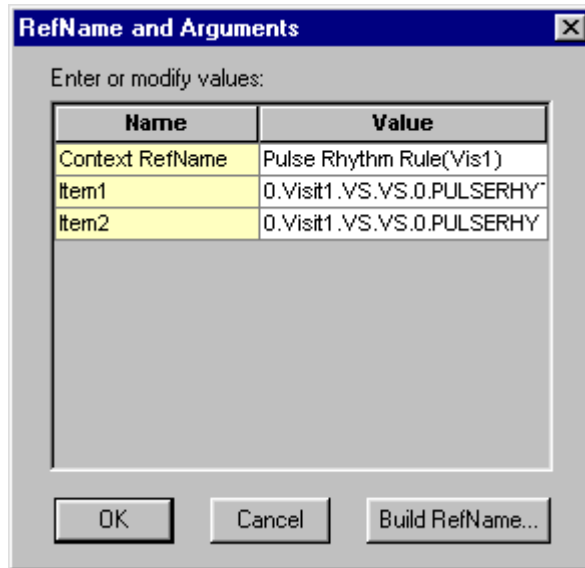 RefName and Arguments
Enter or modify values:
Name Value
Context RefName Pulse Rhythm Rule(Vis1)
Item1 0.Visit1.VS.VS.0.PULSERHY
Item2 0.Visit1.VS.VS.0.PULSERHY
OK Cancel Build RefName...